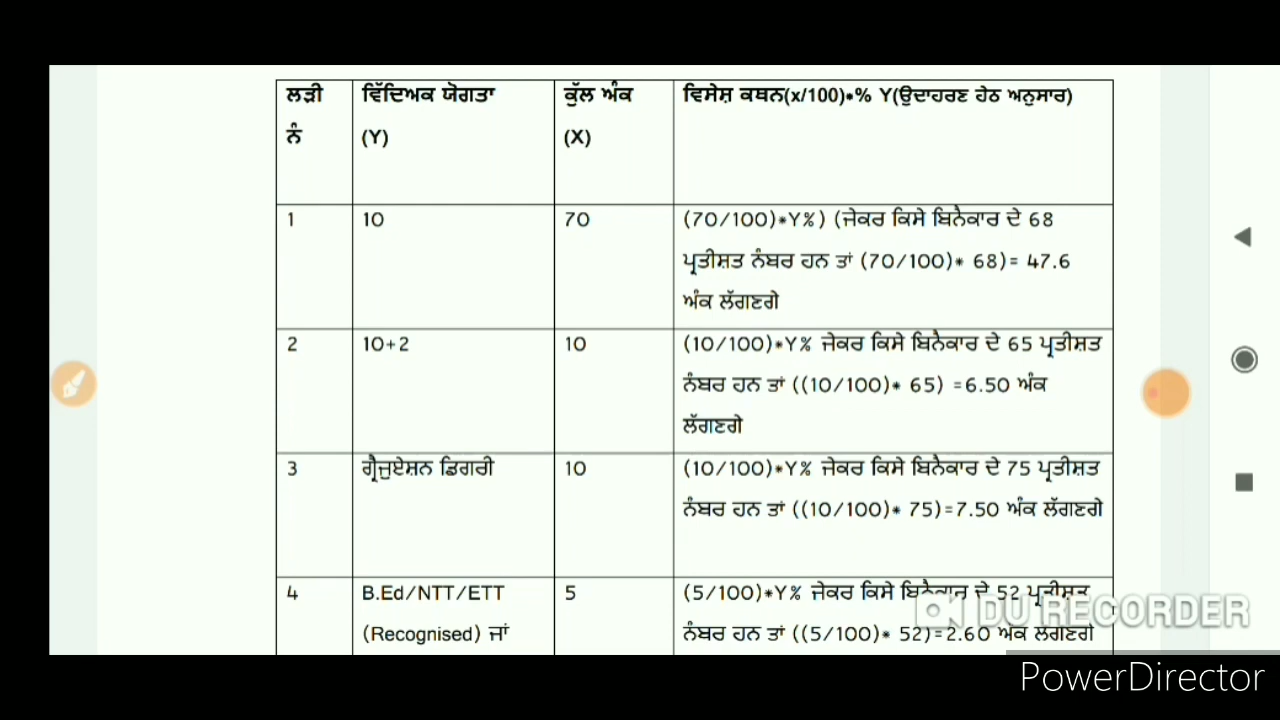 ਲੜੀ ਨੰ
ਵਿੱਦਿਅਕ ਯੋਗਤਾ (Y)
ਕੁੱਲ ਅੰਕ (X)
ਵਿਸੇਸ਼ ਕਥਨ(x/100)*% Y(ਉਦਾਹਰਣ ਹੇਠ ਅਨੁਸਾਰ)
1
10
70
(70/100)*Y%) (ਜੇਕਰ ਕਿਸੇ ਬਿਨੈਕਾਰ ਦੇ 68
ਪ੍ਰਤੀਸ਼ਤ ਨੰਬਰ ਹਨ ਤਾਂ (70/100)* 68)= 47.6
ਅੰਕ ਲੱਗਣਗੇ
2
10+2
10
(10/100)*Y% ਜੇਕਰ ਕਿਸੇ ਬਿਨੈਕਾਰ ਦੇ 65 ਪ੍ਰਤੀਸ਼ਤ
ਨੰਬਰ ਹਨ ਤਾਂ ((10/100)* 65) =6.50 ਅੰਕ
ਲੱਗਣਗੇ
3
ਗ੍ਰੈਜੁਏਸ਼ਨ ਡਿਗਰੀ
10
(10/100)*Y% ਜੇਕਰ ਕਿਸੇ ਬਿਨੈਕਾਰ ਦੇ 75 ਪ੍ਰਤੀਸ਼ਤ
ਨੰਬਰ ਹਨ ਤਾਂ ((10/100)* 75)=7.50 ਅੰਕ ਲੱਗਣਗੇ
4
B.Ed/NTT/ETT
(Recognised) ਜਾਂ
5
(5/100)*Y% ਜੇਕਰ ਕਿਸੇ ਬਿਨੈਕਾਰ ਦੇ 52 ਪ੍ਰਤੀਸ਼ਤ
ਨੰਬਰ ਹਨ ਤਾਂ ((5/100)* 52)=2.60 ਅੰਕ ਲੱਗਣਗੇ
DU RECORDER
PowerDirector